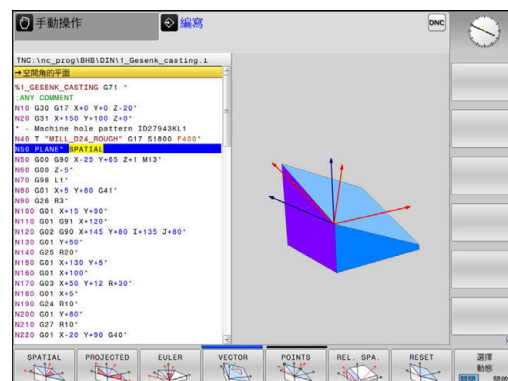 手動操作
編寫
DNC
TNC:\nc_prog\BHB\DIN\1_Gesenk_casting.i
→空間角的平面
%1_GESENK_CASTING G71 *
;ANY COMMENT
N10 G30 G17 X+0 Y+0 Z-20*
N20 G31 X+150 Y+100 Z+0*
* - Machine hole pattern ID27943KL1
N40 T "MILL_D24_ROUGH" G17 S1800 F400*
N50 PLANE* SPATIAL
N50 G00 G90 X-25 Y+65 Z+1 M13*
N60 G00 Z-5*
N70 G98 L1*
N80 G01 X+5 Y+80 G41*
N90 G26 R3*
N100 G01 X+15 Y+90*
N110 G01 G91 X+120*
N120 G02 G90 X+145 Y+80 I+135 J+80*
N130 G01 Y+50*
N140 G25 R20*
N150 G01 X+130 Y+5*
N160 G01 X+100*
N170 G03 X+50 Y+12 R+30*
N180 G01 X+5*
N190 G24 R10*
N200 G01 Y+80*
N210 G27 R10*
N220 G01 X-20 Y+90 G40*
SPATIAL
PROJECTED
EULER
VECTOR
POINTS
REL. SPA.
RESET
選擇
動態